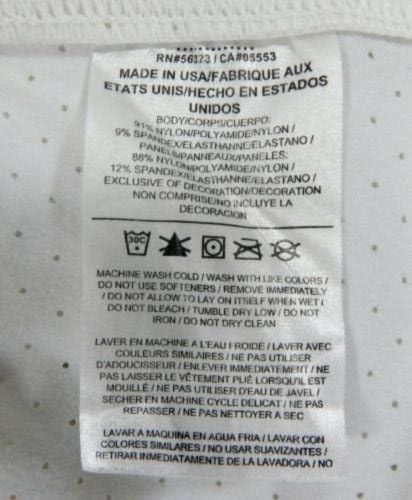 RN#56323 / CA#05553
MADE IN USA/FABRIQUE AUX
ETATS UNIS/HECHO EN ESTADOS
UNIDOS
BODY/CORPS/CUERPO:
91% NYLON/POLYAMIDE/NYLON /
9% SPANDEX/ELASTHANNE/ELASTANO /
PANELS/PANNEAUX/PANELES:
88% NYLON/POLYAMIDE/NYLON /
12% SPANDEX/ELASTHANNE/ELASTANO /
EXCLUSIVE OF DECORATION/DECORATION
NON COMPRISE/NO INCLUYE LA
DECORACION
30C
MACHINE WASH COLD / WASH WITH LIKE COLORS /
DO NOT USE SOFTENERS / REMOVE IMMEDIATELY
/ DO NOT ALLOW TO LAY ON ITSELF WHEN WET /
DO NOT BLEACH / TUMBLE DRY LOW / DO NOT
IRON / DO NOT DRY CLEAN
LAVER EN MACHINE A L'EAU FROIDE / LAVER AVEC
COULEURS SIMILAIRES / NE PAS UTILISER
D'ADOUCISSEUR / ENLEVER IMMEDIATEMENT / NE
PAS LAISSER LE VÊTEMENT PLIÉ LORSQU'IL EST
MOUILLÉ / NE PAS UTILISER D'EAU DE JAVEL /
SECHER EN MACHINE CYCLE DELICAT / NE PAS
REPASSER / NE PAS NETTOYER A SEC
LAVAR A MAQUINA EN AGUA FRIA / LAVAR CON
COLORES SIMILARES / NO USAR SUAVIZANTES /
RETIRAR IMMEDIATAMENTE DE LA LAVADORA / NO